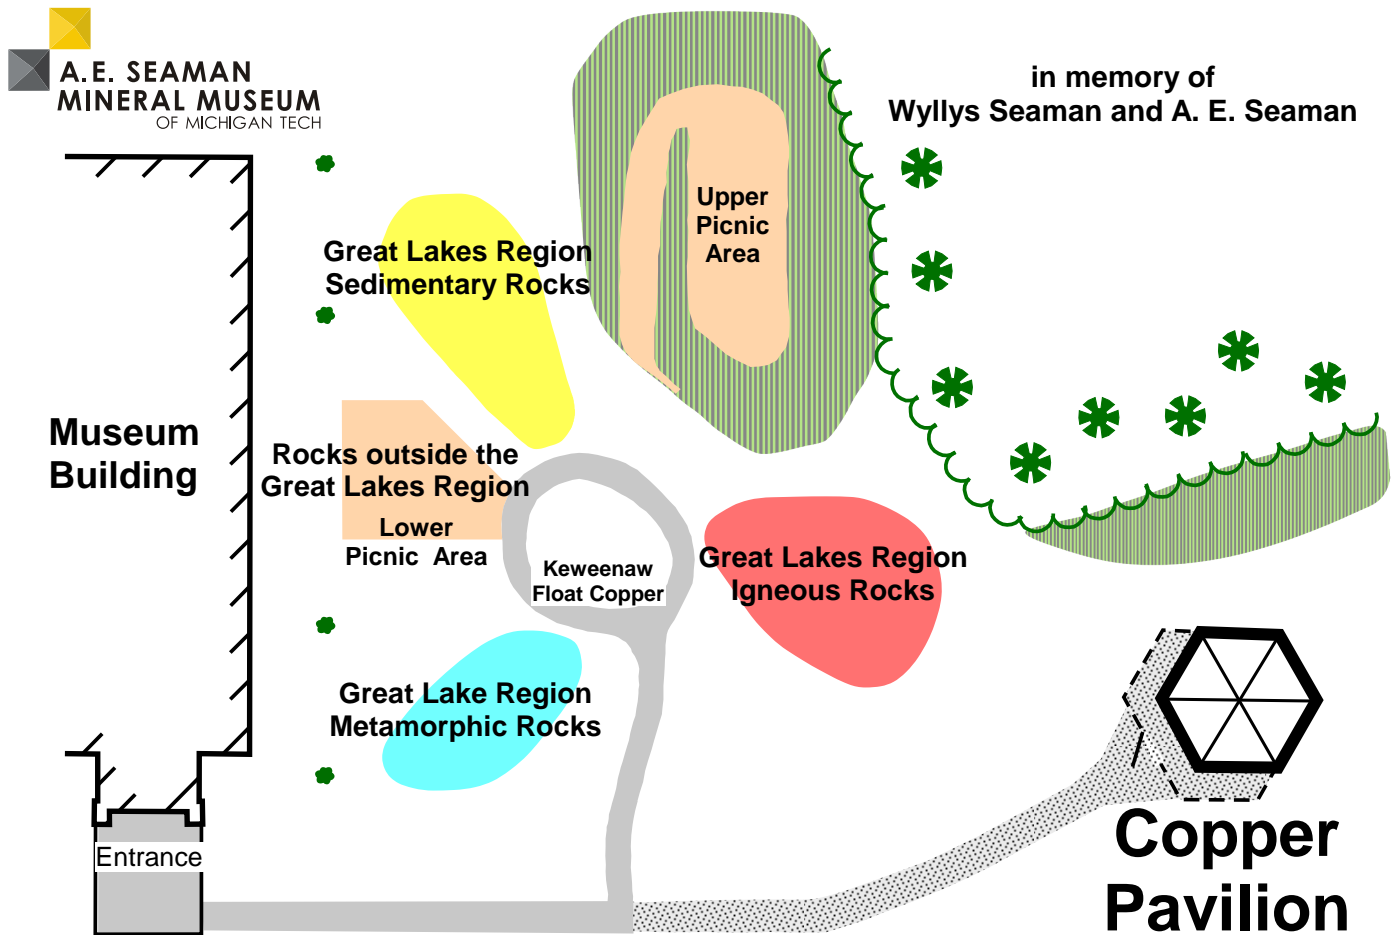 A.E. SEAMAN
MINERAL MUSEUM
OF MICHIGAN TECH
in memory of
Wyllys Seaman and A. E. Seaman
Upper
Picnic
Area
Great Lakes Region
Sedimentary Rocks
Museum
Building
Rocks outside the
Great Lakes Region
Lower
Picnic Area
Keweenaw
Float Copper
Great Lakes Region
Igneous Rocks
Great Lake Region
Metamorphic Rocks
Entrance
Copper
Pavilion